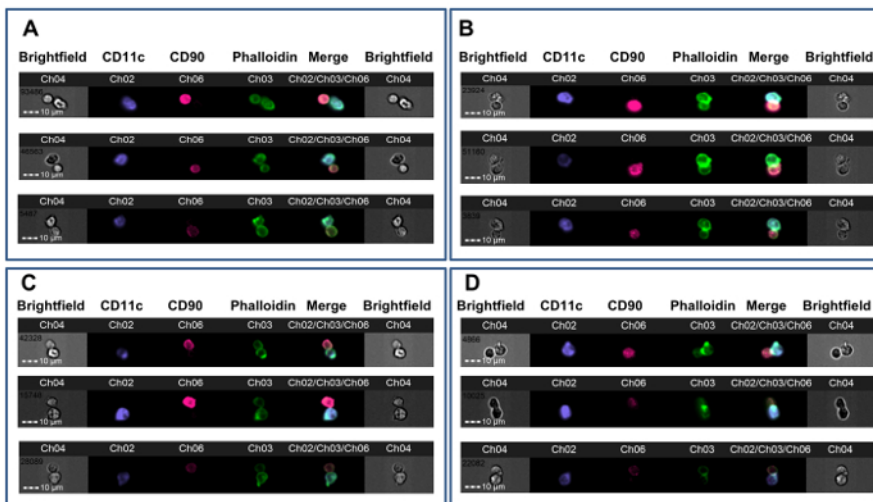 A
Brightfield CD11c CD90 Phalloidin Merge Brightfield
Ch04 Ch02 Ch06 Ch03 Ch02/Ch03/Ch06 Ch04
10 µm
Ch04 Ch02 Ch06 Ch03 Ch02/Ch03/Ch06 Ch04
10 µm
Ch04 Ch02 Ch06 Ch03 Ch02/Ch03/Ch06 Ch04
5487
10 µm
B
Brightfield CD11c CD90 Phalloidin Merge Brightfield
Ch04 Ch02 Ch06 Ch03 Ch02/Ch03/Ch06 Ch04
23924
10 µm
Ch04 Ch02 Ch06 Ch03 Ch02/Ch03/Ch06 Ch04
51160
10 µm
Ch04 Ch02 Ch06 Ch03 Ch02/Ch03/Ch06 Ch04
3839
10 µm
C
Brightfield CD11c CD90 Phalloidin Merge Brightfield
Ch04 Ch02 Ch06 Ch03 Ch02/Ch03/Ch06 Ch04
42328
10 µm
Ch04 Ch02 Ch06 Ch03 Ch02/Ch03/Ch06 Ch04
10 µm
Ch04 Ch02 Ch06 Ch03 Ch02/Ch03/Ch06 Ch04
10 µm
D
Brightfield CD11c CD90 Phalloidin Merge Brightfield
Ch04 Ch02 Ch06 Ch03 Ch02/Ch03/Ch06 Ch04
4866
10 µm
Ch04 Ch02 Ch06 Ch03 Ch02/Ch03/Ch06 Ch04
10 µm
Ch04 Ch02 Ch06 Ch03 Ch02/Ch03/Ch06 Ch04
22082
10 µm